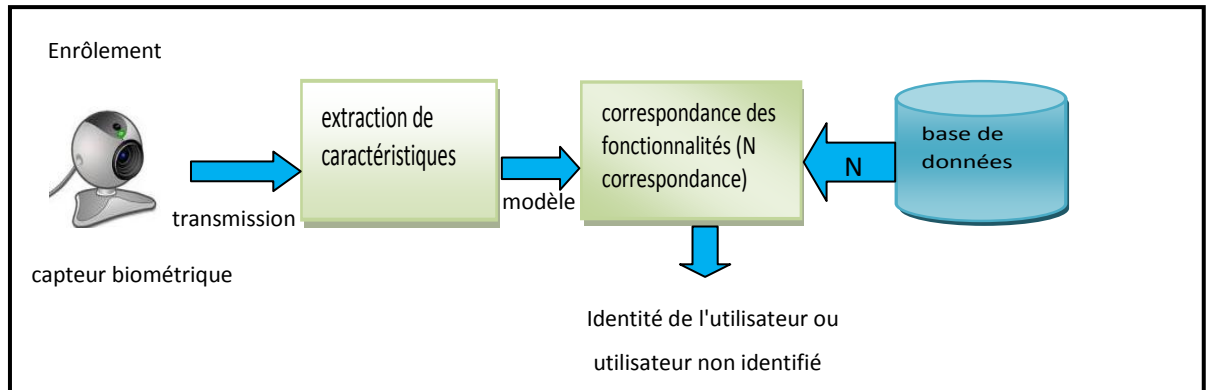 Enrôlement
extraction de
caractéristiques
correspondance des
fonctionnalités (N
correspondance)
base de
données
N
transmission
modèle
capteur biométrique
Identité de l'utilisateur ou
utilisateur non identifié